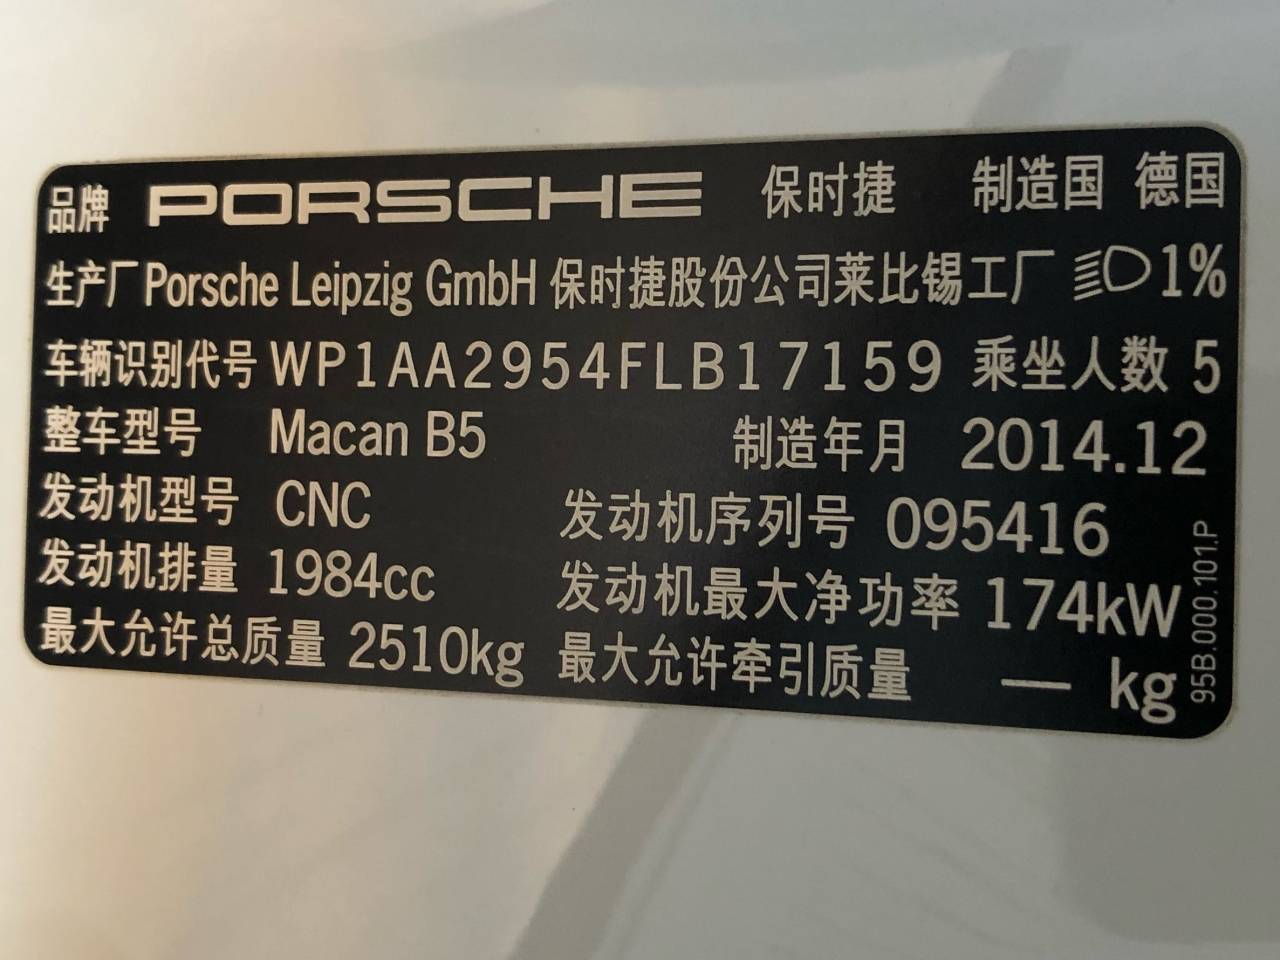 品牌 PORSCHE 保时捷 制造国 德国
生产厂 Porsche Leipzig GmbH 保时捷股份公司莱比锡工厂 1%
车辆识别代号 WP1AA2954FLB17159 乘坐人数 5
整车型号 Macan B5 制造年月 2014.12
发动机型号 CNC 发动机序列号 095416
发动机排量 1984cc 发动机最大净功率 174kW
最大允许总质量 2510kg 最大允许牵引质量 — kg
95B.000.101.P